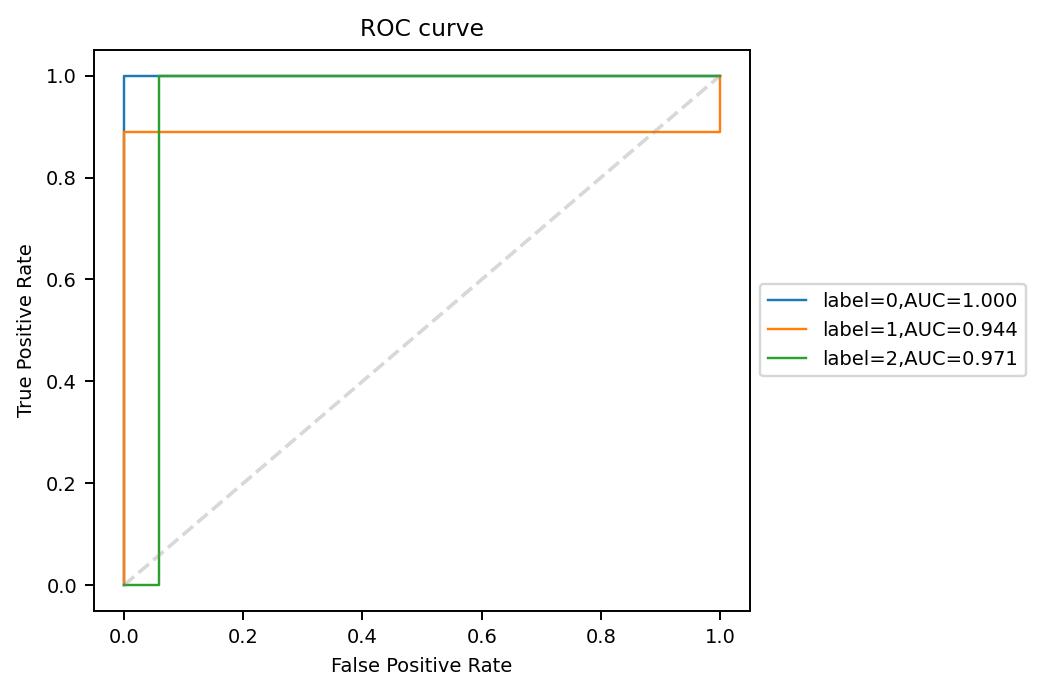 ROC curve
True Positive Rate
1.0
0.8
0.6
0.4
0.2
0.0
0.0 0.2 0.4 0.6 0.8 1.0
False Positive Rate
label=0,AUC=1.000
label=1,AUC=0.944
label=2,AUC=0.971